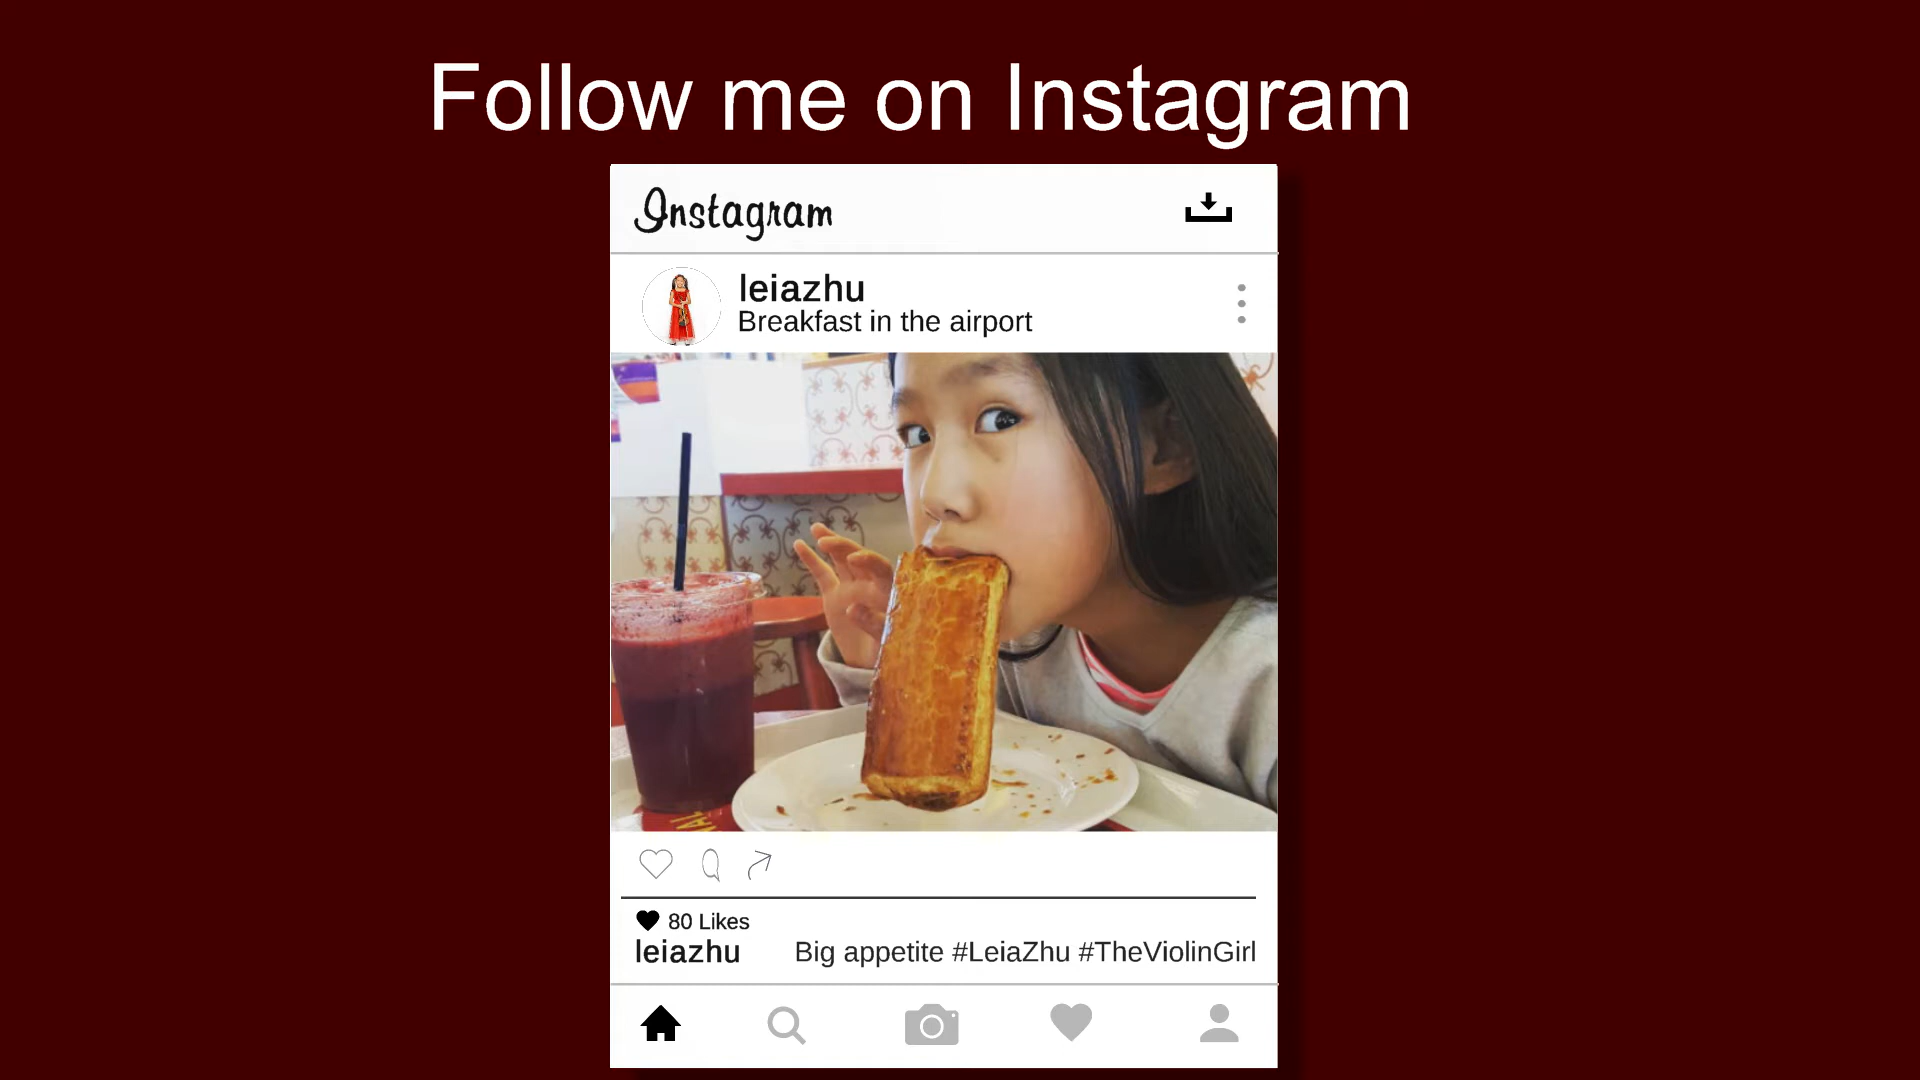 Follow me on Instagram
Instagram
leiazhu
Breakfast in the airport
80 Likes
leiazhu Big appetite #LeiaZhu #TheViolinGirl